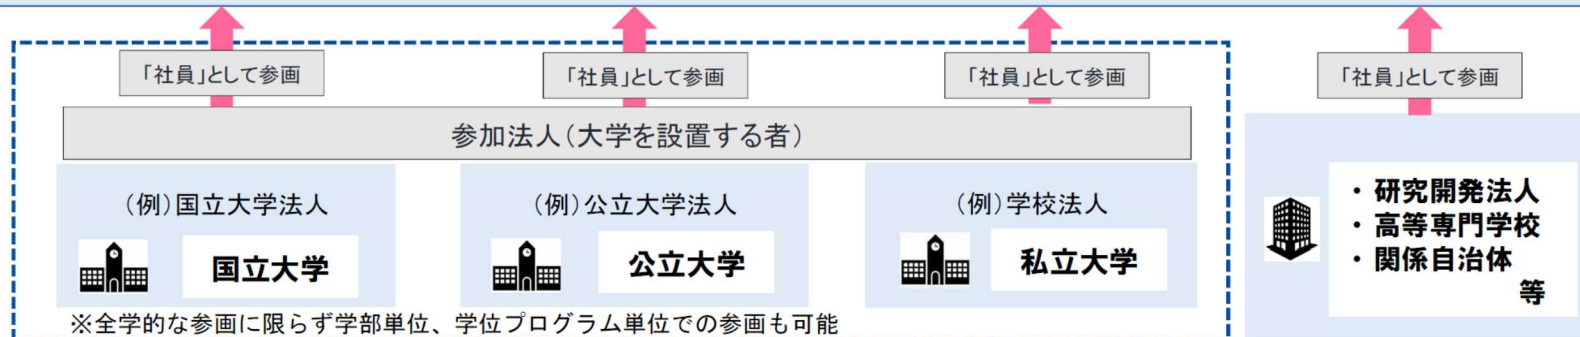 「社員」として参画
「社員」として参画
「社員」として参画
「社員」として参画
参加法人（大学を設置する者）
（例）国立大学法人
国立大学
（例）公立大学法人
公立大学
（例）学校法人
私立大学
※全学的な参画に限らず学部単位、学位プログラム単位での参画も可能
・ 研究開発法人
・ 高等専門学校
・ 関係自治体
等